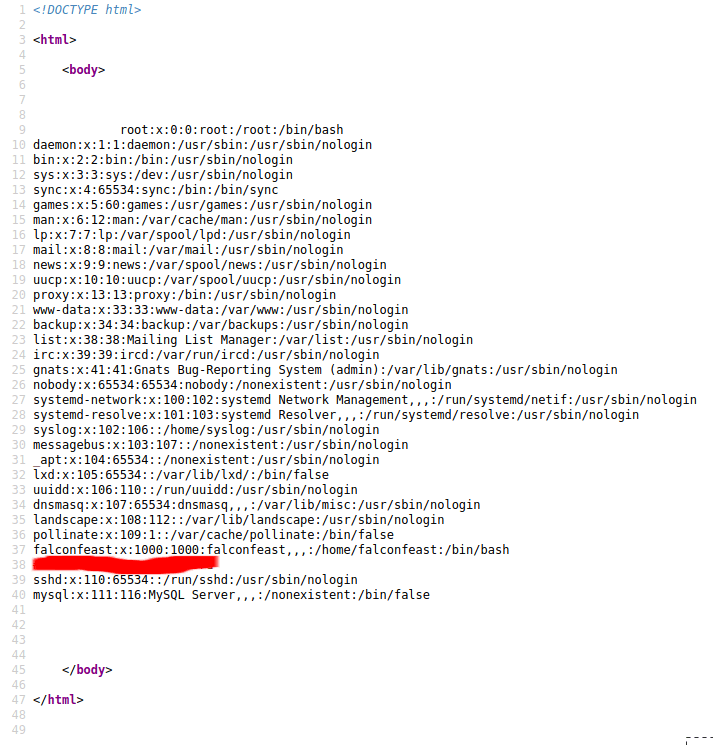 1 <!DOCTYPE html>
2
3 <html>
4
5 <body>
6
7
8
9 root:x:0:0:root:/root:/bin/bash
10 daemon:x:1:1:daemon:/usr/sbin:/usr/sbin/nologin
11 bin:x:2:2:bin:/bin:/usr/sbin/nologin
12 sys:x:3:3:sys:/dev:/usr/sbin/nologin
13 sync:x:4:65534:sync:/bin:/bin/sync
14 games:x:5:60:games:/usr/games:/usr/sbin/nologin
15 man:x:6:12:man:/var/cache/man:/usr/sbin/nologin
16 lp:x:7:7:lp:/var/spool/lpd:/usr/sbin/nologin
17 mail:x:8:8:mail:/var/mail:/usr/sbin/nologin
18 news:x:9:9:news:/var/spool/news:/usr/sbin/nologin
19 uucp:x:10:10:uucp:/var/spool/uucp:/usr/sbin/nologin
20 proxy:x:13:13:proxy:/bin:/usr/sbin/nologin
21 www-data:x:33:33:www-data:/var/www:/usr/sbin/nologin
22 backup:x:34:34:backup:/var/backups:/usr/sbin/nologin
23 list:x:38:38:Mailing List Manager:/var/list:/usr/sbin/nologin
24 irc:x:39:39:ircd:/var/run/ircd:/usr/sbin/nologin
25 gnats:x:41:41:Gnats Bug-Reporting System (admin):/var/lib/gnats:/usr/sbin/nologin
26 nobody:x:65534:65534:nobody:/nonexistent:/usr/sbin/nologin
27 systemd-network:x:100:102:systemd Network Management,,,:/run/systemd/netif:/usr/sbin/nologin
28 systemd-resolve:x:101:103:systemd Resolver,,,:/run/systemd/resolve:/usr/sbin/nologin
29 syslog:x:102:106::/home/syslog:/usr/sbin/nologin
30 messagebus:x:103:107::/nonexistent:/usr/sbin/nologin
31 _apt:x:104:65534::/nonexistent:/usr/sbin/nologin
32 lxd:x:105:65534::/var/lib/lxd/:/bin/false
33 uuidd:x:106:110::/run/uuidd:/usr/sbin/nologin
34 dnsmasq:x:107:65534:dnsmasq,,,:/var/lib/misc:/usr/sbin/nologin
35 landscape:x:108:112::/var/lib/landscape:/usr/sbin/nologin
36 pollinate:x:109:1::/var/cache/pollinate:/bin/false
37 falconfeast:x:1000:1000:falconfeast,,,:/home/falconfeast:/bin/bash
38
39 sshd:x:110:65534::/run/sshd:/usr/sbin/nologin
40 mysql:x:111:116:MySQL Server,,,:/nonexistent:/bin/false
41
42
43
44
45 </body>
46
47 </html>
48
49